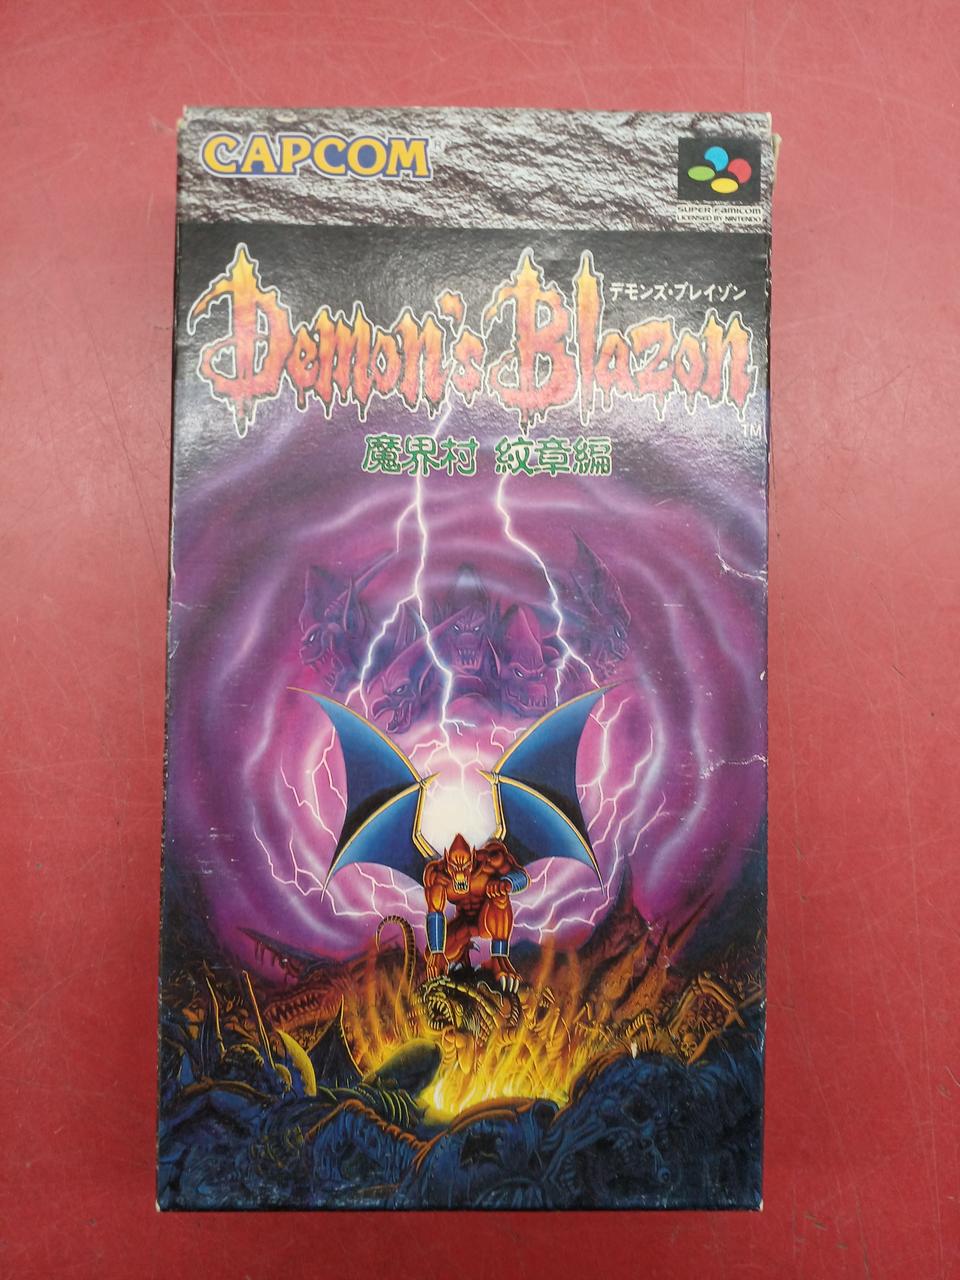 CAPCOM®
SUPER FAMICOM
LICENSED BY NINTENDO
デモンズ・ブレイゾン
Demon's Blazon
TM
魔界村 紋章編